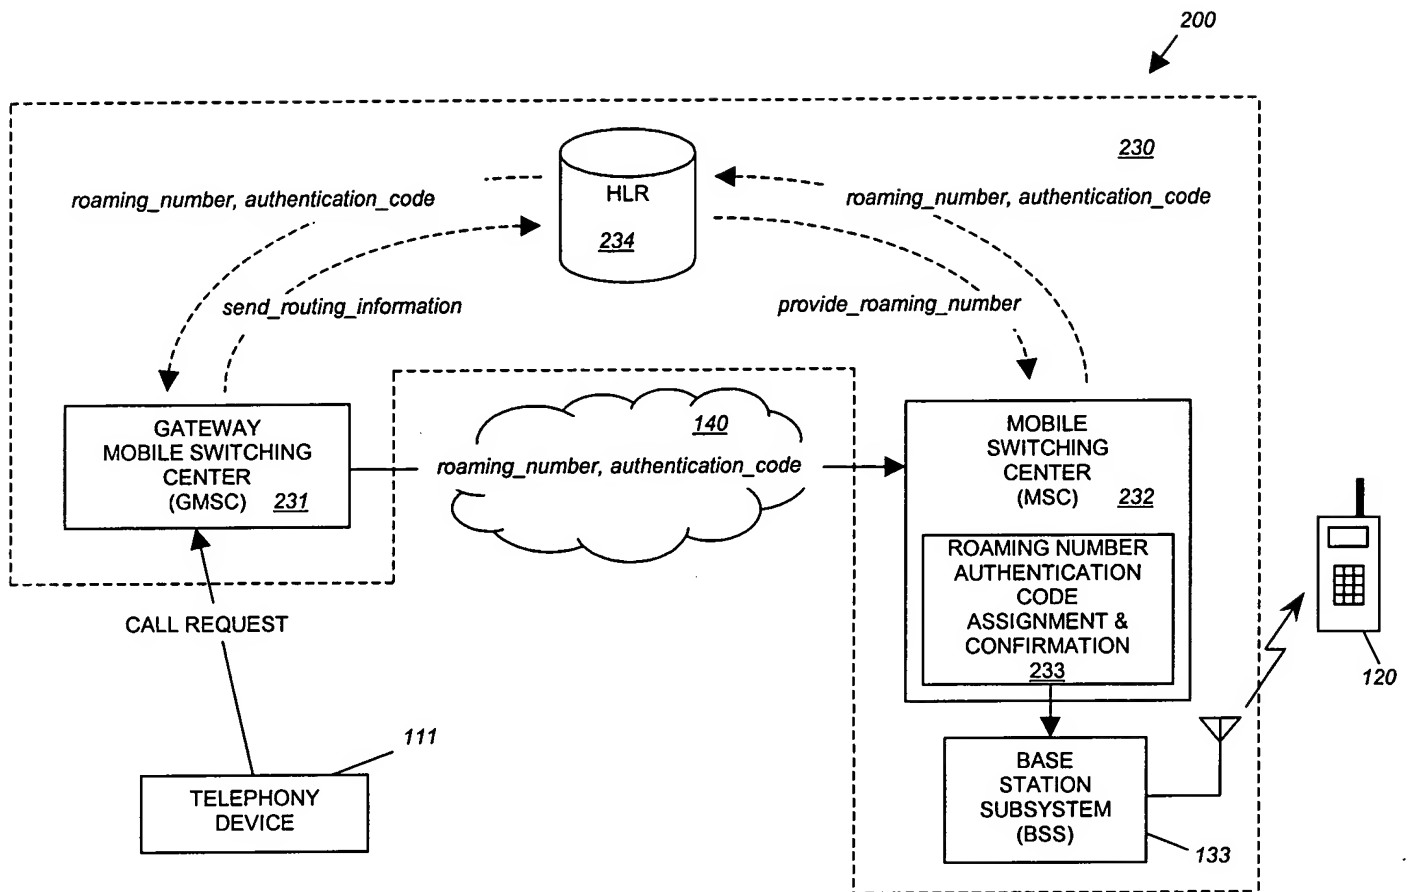 200
230
HLR
234
roaming_number, authentication_code
roaming_number, authentication_code
send_routing_information
provide_roaming_number
GATEWAY
MOBILE SWITCHING
CENTER
(GMSC) 231
140
roaming_number, authentication_code
MOBILE
SWITCHING
CENTER
(MSC) 232
ROAMING NUMBER
AUTHENTICATION
CODE
ASSIGNMENT &
CONFIRMATION
233
CALL REQUEST
120
111
TELEPHONY
DEVICE
BASE
STATION
SUBSYSTEM
(BSS)
133